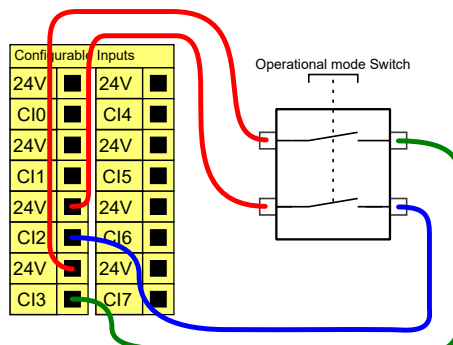 Configurable Inputs
Operational mode Switch
24V 24V
CI0 CI4
24V 24V
CI1 CI5
24V 24V
CI2 CI6
24V 24V
CI3 CI7